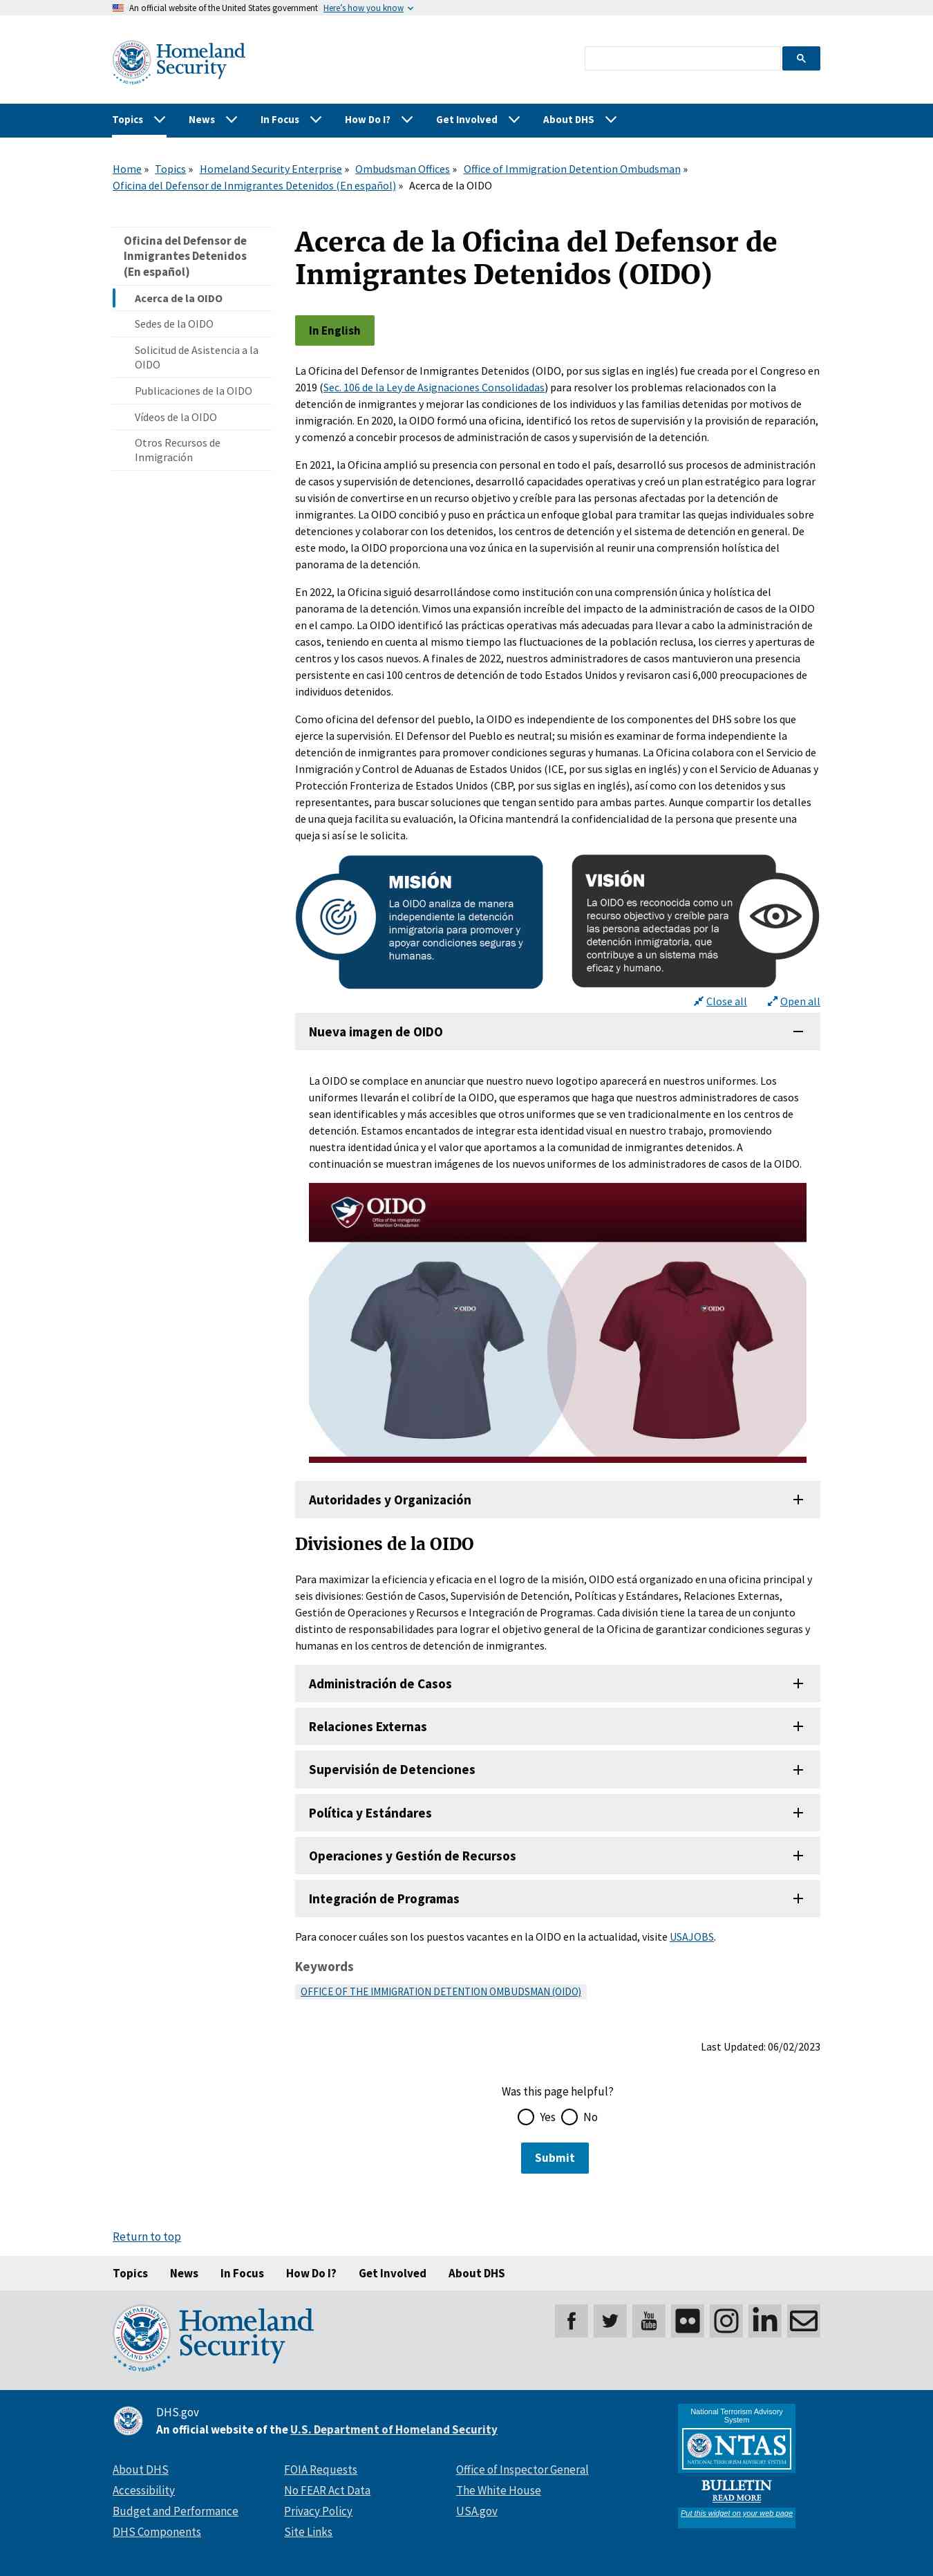 An official website of the United States government Here's how you know
Homeland
Security
Topics
News
In Focus
How Do I?
Get Involved
About DHS
Home » Topics » Homeland Security Enterprise » Ombudsman Offices » Office of Immigration Detention Ombudsman »
Oficina del Defensor de Inmigrantes Detenidos (En español) » Acerca de la OIDO
Oficina del Defensor de
Inmigrantes Detenidos
(En español)
Acerca de la OIDO
Sedes de la OIDO
Solicitud de Asistencia a la
OIDO
Publicaciones de la OIDO
Vídeos de la OIDO
Otros Recursos de
Inmigración
Acerca de la Oficina del Defensor de
Inmigrantes Detenidos (OIDO)
In English
La Oficina del Defensor de Inmigrantes Detenidos (OIDO, por sus siglas en inglés) fue creada por el Congreso en
2019 (Sec. 106 de la Ley de Asignaciones Consolidadas) para resolver los problemas relacionados con la
detención de inmigrantes y mejorar las condiciones de los individuos y las familias detenidas por motivos de
inmigración. En 2020, la OIDO formó una oficina, identificó los retos de supervisión y la provisión de reparación,
y comenzó a concebir procesos de administración de casos y supervisión de la detención.
En 2021, la Oficina amplió su presencia con personal en todo el país, desarrolló sus procesos de administración
de casos y supervisión de detenciones, desarrolló capacidades operativas y creó un plan estratégico para lograr
su visión de convertirse en un recurso objetivo y creíble para las personas afectadas por la detención de
inmigrantes. La OIDO concibió y puso en práctica un enfoque global para tramitar las quejas individuales sobre
detenciones y colaborar con los detenidos, los centros de detención y el sistema de detención en general. De
este modo, la OIDO proporciona una voz única en la supervisión al reunir una comprensión holística del
panorama de la detención.
En 2022, la Oficina siguió desarrollándose como institución con una comprensión única y holística del
panorama de la detención. Vimos una expansión increíble del impacto de la administración de casos de la OIDO
en el campo. La OIDO identificó las prácticas operativas más adecuadas para llevar a cabo la administración de
casos, teniendo en cuenta al mismo tiempo las fluctuaciones de la población reclusa, los cierres y aperturas de
centros y los casos nuevos. A finales de 2022, nuestros administradores de casos mantuvieron una presencia
persistente en casi 100 centros de detención de todo Estados Unidos y revisaron casi 6,000 preocupaciones de
individuos detenidos.
Como oficina del defensor del pueblo, la OIDO es independiente de los componentes del DHS sobre los que
ejerce la supervisión. El Defensor del Pueblo es neutral; su misión es examinar de forma independiente la
detención de inmigrantes para promover condiciones seguras y humanas. La Oficina colabora con el Servicio de
Inmigración y Control de Aduanas de Estados Unidos (ICE, por sus siglas en inglés) y con el Servicio de Aduanas y
Protección Fronteriza de Estados Unidos (CBP, por sus siglas en inglés), así como con los detenidos y sus
representantes, para buscar soluciones que tengan sentido para ambas partes. Aunque compartir los detalles
de una queja facilita su evaluación, la Oficina mantendrá la confidencialidad de la persona que presente una
queja si así se le solicita.
MISIÓN
La OIDO analiza de manera
independiente la detención
inmigratoria para promover y
apoyar condiciones seguras y
humanas.
VISIÓN
La OIDO es reconocida como un
recurso objetivo y creíble para
las persona adectadas por la
detención inmigratoria, que
contribuye a un sistema más
eficaz y humano.
Close all
Open all
Nueva imagen de OIDO
La OIDO se complace en anunciar que nuestro nuevo logotipo aparecerá en nuestros uniformes. Los
uniformes llevarán el colibrí de la OIDO, que esperamos que haga que nuestros administradores de casos
sean identificables y más accesibles que otros uniformes que se ven tradicionalmente en los centros de
detención. Estamos encantados de integrar esta identidad visual en nuestro trabajo, promoviendo
nuestra identidad única y el valor que aportamos a la comunidad de inmigrantes detenidos. A
continuación se muestran imágenes de los nuevos uniformes de los administradores de casos de la OIDO.
OIDO
Office of the Immigration
Detention Ombudsman
OIDO
OIDO
Autoridades y Organización
Divisiones de la OIDO
Para maximizar la eficiencia y eficacia en el logro de la misión, OIDO está organizado en una oficina principal y
seis divisiones: Gestión de Casos, Supervisión de Detención, Políticas y Estándares, Relaciones Externas,
Gestión de Operaciones y Recursos e Integración de Programas. Cada división tiene la tarea de un conjunto
distinto de responsabilidades para lograr el objetivo general de la Oficina de garantizar condiciones seguras y
humanas en los centros de detención de inmigrantes.
Administración de Casos
Relaciones Externas
Supervisión de Detenciones
Política y Estándares
Operaciones y Gestión de Recursos
Integración de Programas
Para conocer cuáles son los puestos vacantes en la OIDO en la actualidad, visite USAJOBS.
Keywords
OFFICE OF THE IMMIGRATION DETENTION OMBUDSMAN (OIDO)
Last Updated: 06/02/2023
Was this page helpful?
Yes
No
Submit
Return to top
Topics
News
In Focus
How Do I?
Get Involved
About DHS
Homeland
Security
20 YEARS
You
Tube
DHS.gov
An official website of the U.S. Department of Homeland Security
About DHS
Accessibility
Budget and Performance
DHS Components
FOIA Requests
No FEAR Act Data
Privacy Policy
Site Links
Office of Inspector General
The White House
USA.gov
National Terrorism Advisory
System
NTAS
NATIONAL TERRORISM ADVISORY SYSTEM
BULLETIN
READ MORE
Put this widget on your web page